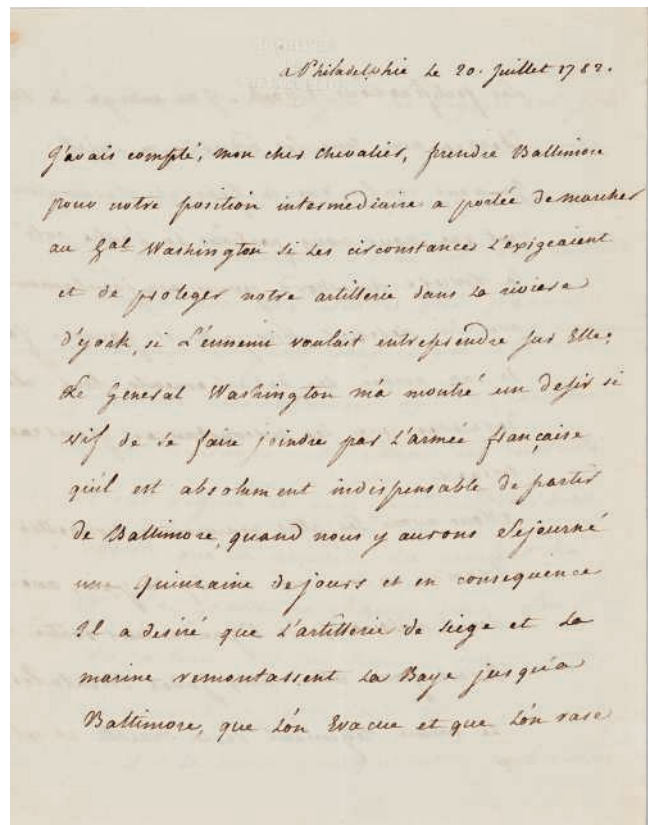 a Philadelphie le 20. Juillet 1782.
J'avais compté, mon cher chevalier, prendre Baltimore
pour notre position intermediaire a portée de marcher
au Gal Washington si les circonstances L'exigeaient
et de proteger notre artillerie dans la riviere
d'york, si L'ennemi voulait entreprendre sur Elle;
Le General Washington m'a montré un desir si
vif de se faire joindre par L'armée française
qu'il est absolument indispensable de partir
de Baltimore, quand nous y aurons sejourné
une quinzaine de jours et en consequence
Il a desiré que L'artillerie de siege et La
marine remontassent La Baye jusqu'a
Baltimore, que L'on Evacue et que L'on rase